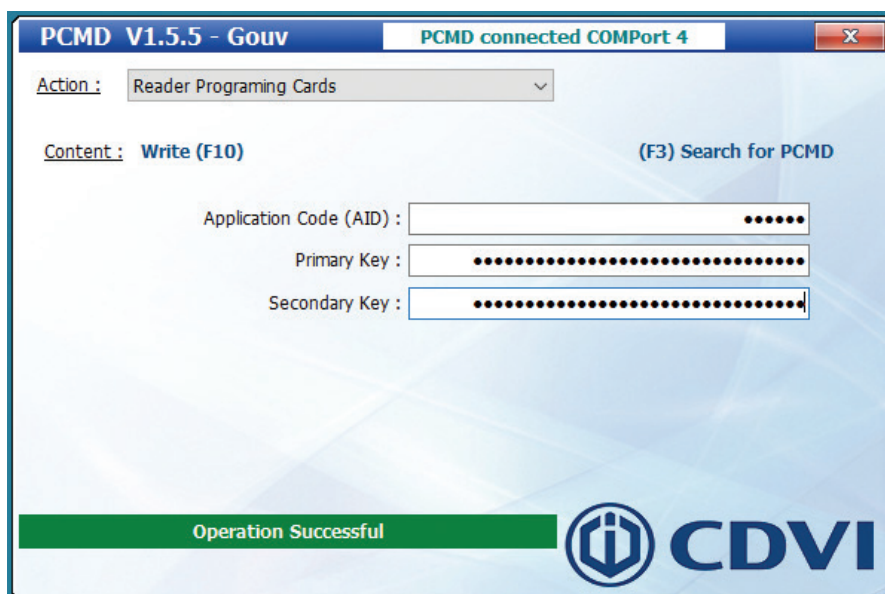 PCMD V1.5.5 - Gouv
PCMD connected COMPort 4
Action :
Reader Programing Cards
Content :
Write (F10)
(F3) Search for PCMD
Application Code (AID) :
••••••
Primary Key :
••••••••••••••••••••••••••••••••
Secondary Key :
••••••••••••••••••••••••••••••••
Operation Successful
CDVI